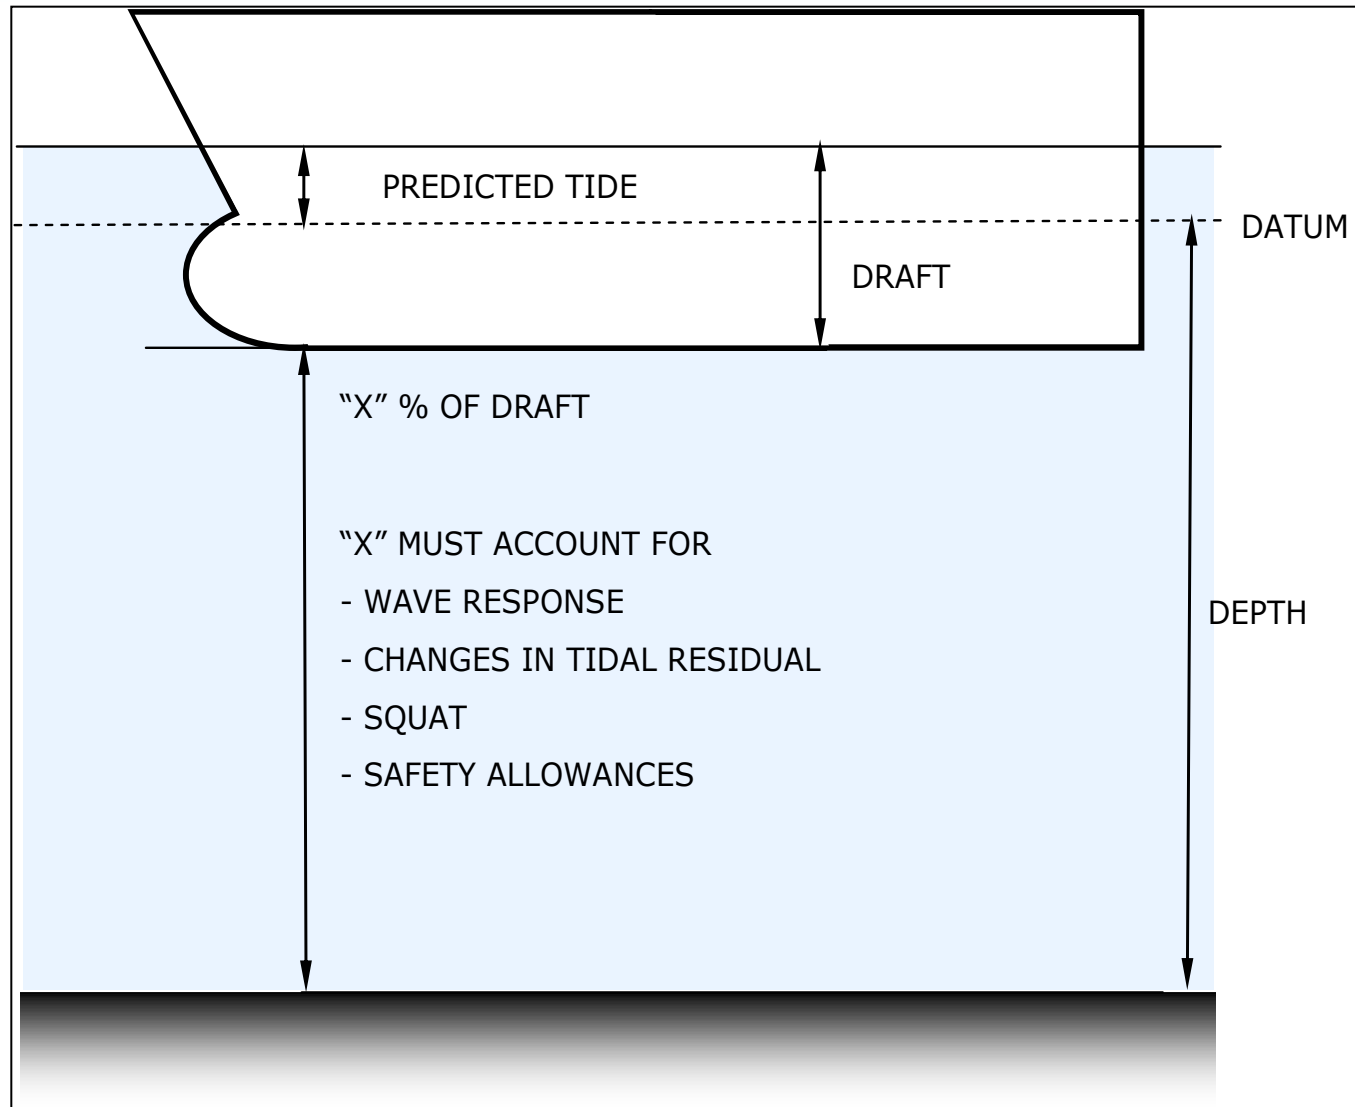 PREDICTED TIDE
DATUM
DRAFT
“X” % OF DRAFT
“X” MUST ACCOUNT FOR
- WAVE RESPONSE
DEPTH
- CHANGES IN TIDAL RESIDUAL
- SQUAT
- SAFETY ALLOWANCES